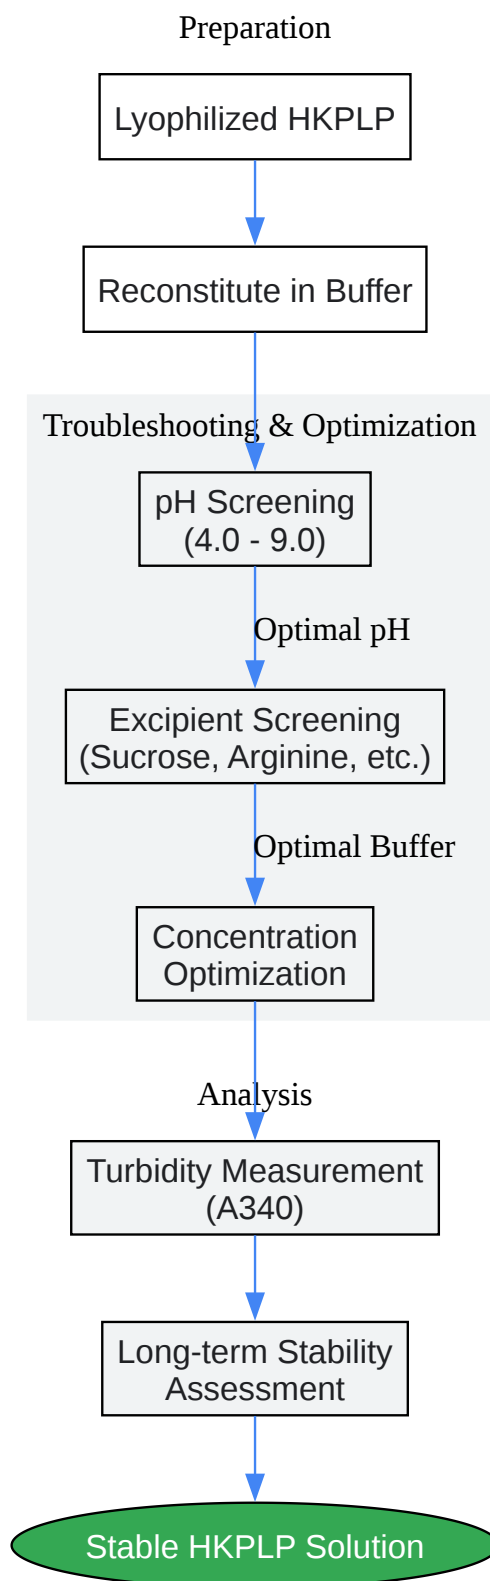 Preparation
Lyophilized HKPLP
Reconstitute in Buffer
Troubleshooting & Optimization
pH Screening
(4.0 - 9.0)
Optimal pH
Excipient Screening
(Sucrose, Arginine, etc.)
Optimal Buffer
Concentration
Optimization
Analysis
Turbidity Measurement
(A340)
Long-term Stability
Assessment
Stable HKPLP Solution